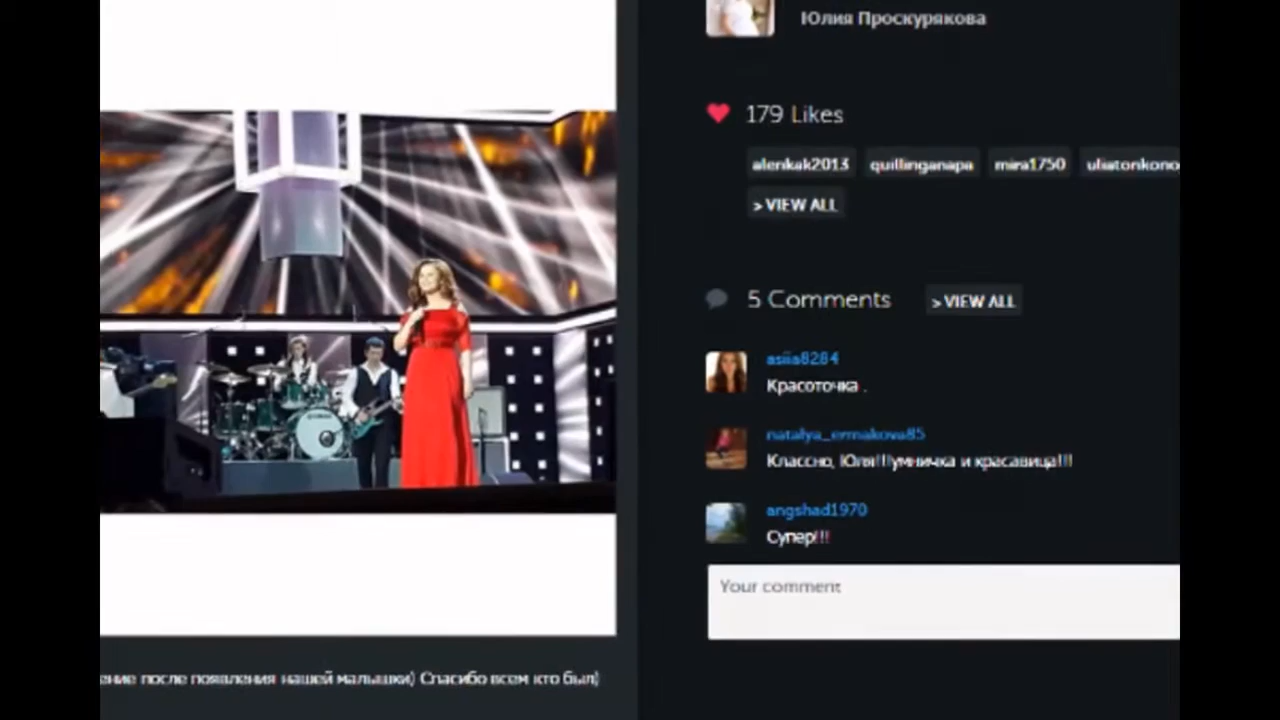 Юлия Проскурякова
179 Likes
alenkak2013 quillinganapa mira1750 uliatonkono
> VIEW ALL
5 Comments > VIEW ALL
asiia8284
Красоточка .
natalya_ermakova85
Классно, Юля!!!умничка и красавица!!!
angshad1970
Супер!!!
Your comment
ение после появления нашей малышки) Спасибо всем кто был)